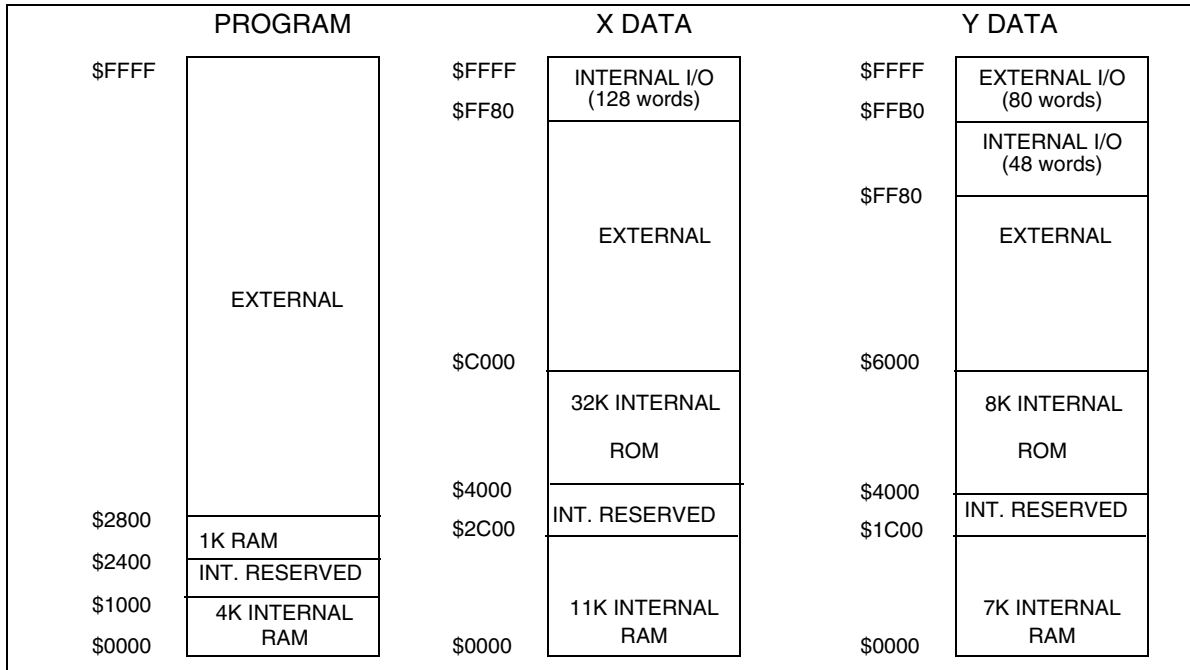 PROGRAM
$FFFF
EXTERNAL
$2800
1K RAM
$2400
INT. RESERVED
$1000
4K INTERNAL
RAM
$0000
X DATA
$FFFF
INTERNAL I/O
(128 words)
$FF80
EXTERNAL
$C000
32K INTERNAL
ROM
$4000
INT. RESERVED
$2C00
11K INTERNAL
RAM
$0000
Y DATA
$FFFF
EXTERNAL I/O
(80 words)
$FFB0
INTERNAL I/O
(48 words)
$FF80
EXTERNAL
$6000
8K INTERNAL
ROM
$4000
INT. RESERVED
$1C00
7K INTERNAL
RAM
$0000